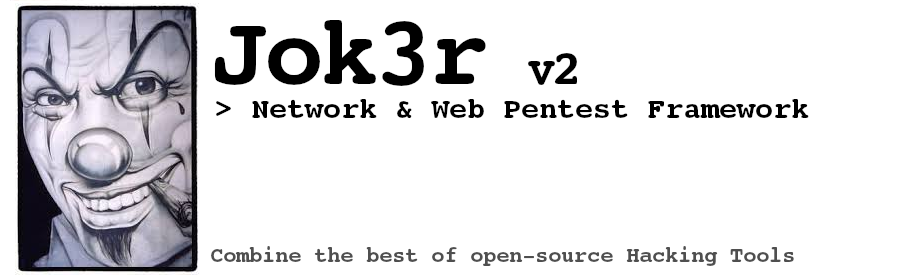 Jok3r v2
> Network & Web Pentest Framework
Combine the best of open-source Hacking Tools